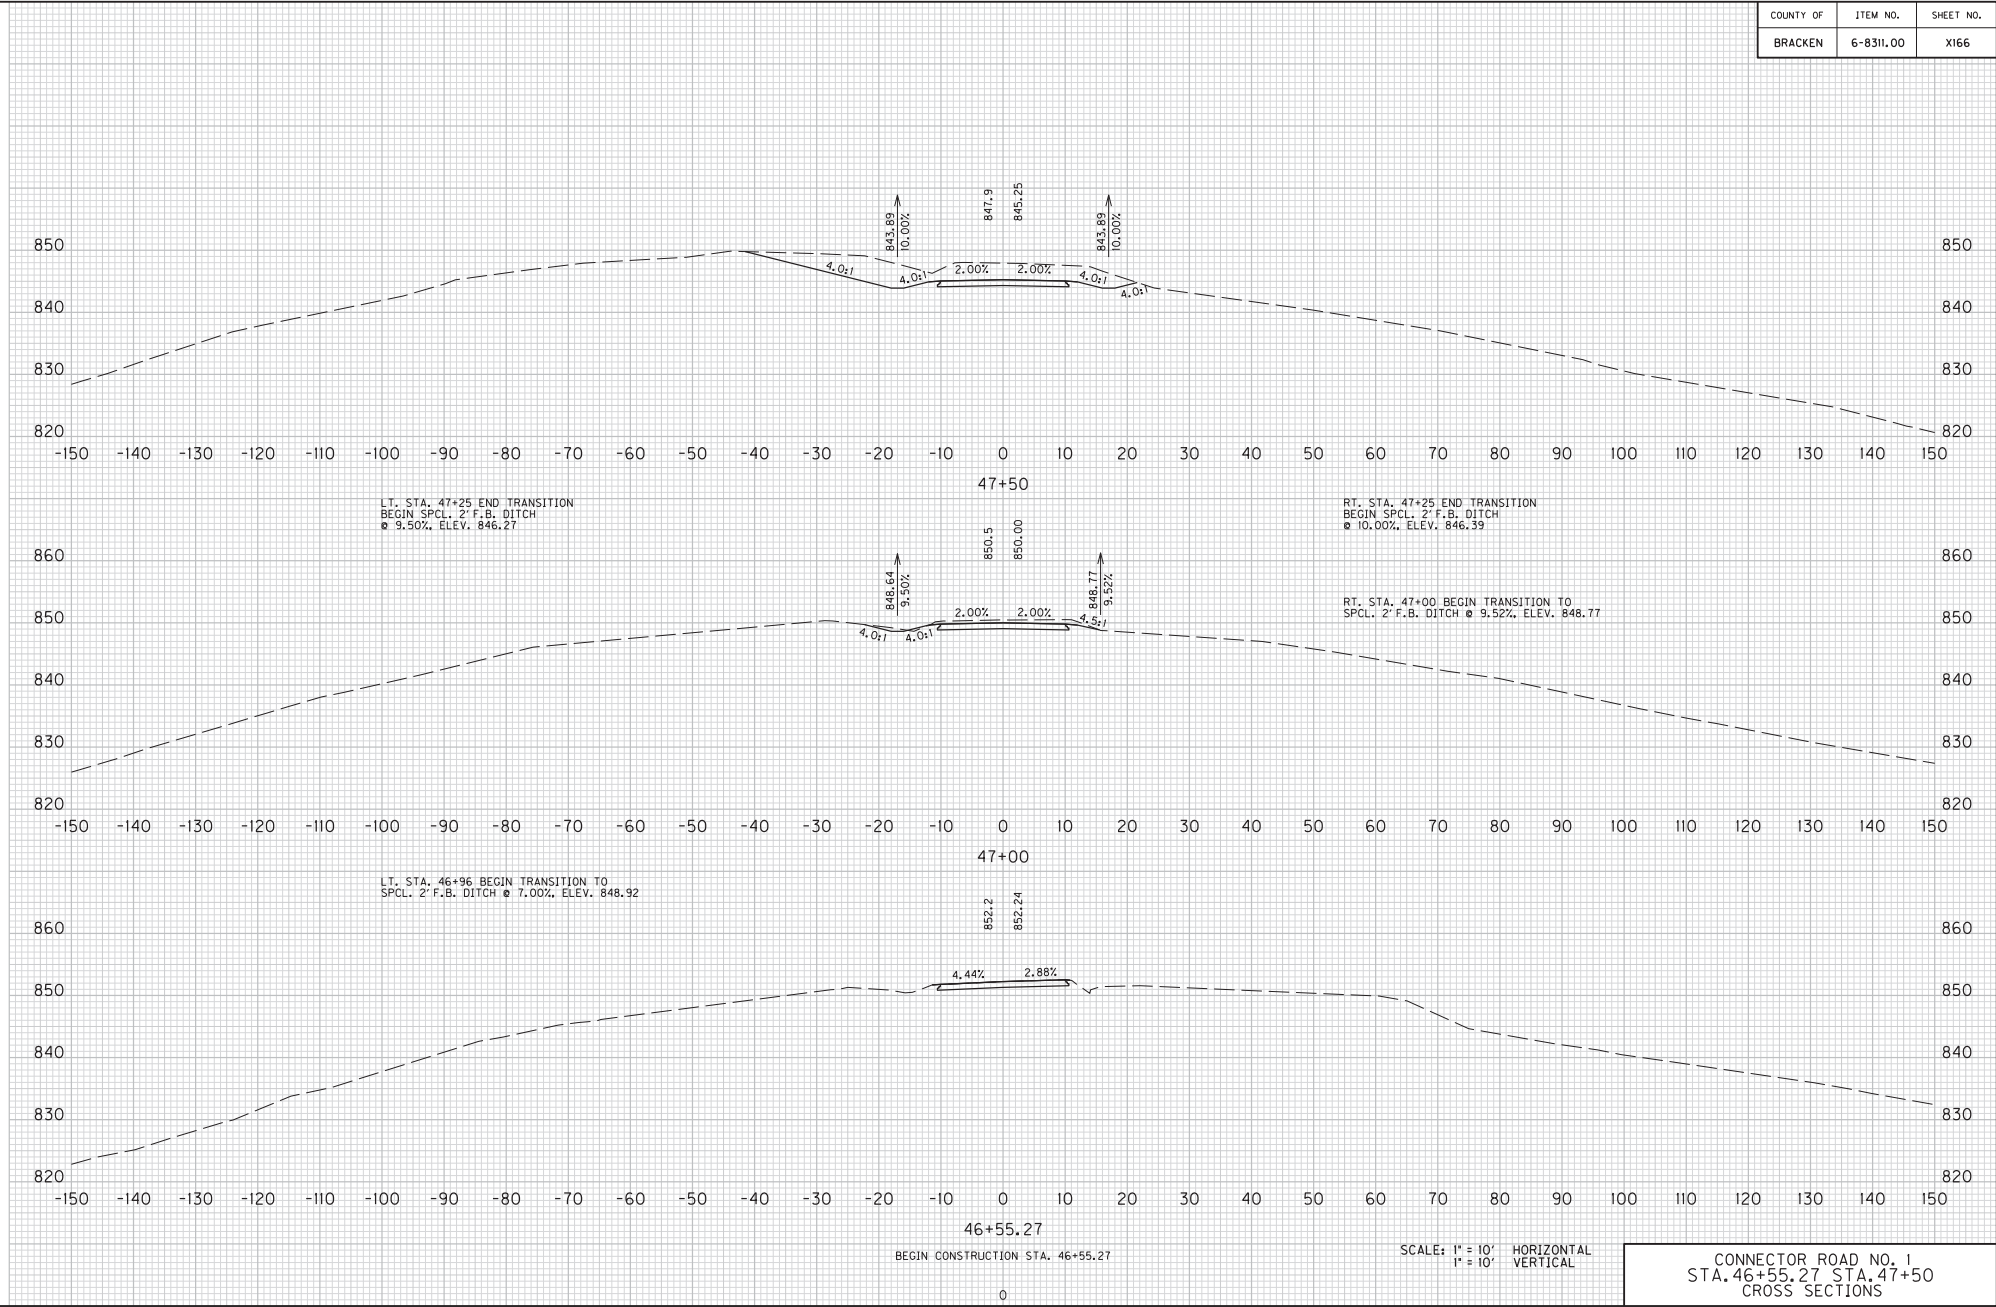 COUNTY OF ITEM NO. SHEET NO.
BRACKEN 6-8311.00 X166
847.9 845.25
843.89 10.00% 843.89 10.00%
850 850
4.0:1 4.0:1 2.00% 2.00% 4.0:1 4.0:1
840 840
830 830
820 820
-150 -140 -130 -120 -110 -100 -90 -80 -70 -60 -50 -40 -30 -20 -10 0 10 20 30 40 50 60 70 80 90 100 110 120 130 140 150
47+50
LT. STA. 47+25 END TRANSITION
BEGIN SPCL. 2' F.B. DITCH
@ 9.50%, ELEV. 846.27
RT. STA. 47+25 END TRANSITION
BEGIN SPCL. 2' F.B. DITCH
@ 10.00%, ELEV. 846.39
850.5 850.00
860 860
848.64 9.50% 848.77 9.52%
RT. STA. 47+00 BEGIN TRANSITION TO
SPCL. 2' F.B. DITCH @ 9.52%, ELEV. 848.77
850 850
4.0:1 4.0:1 2.00% 2.00% 4.5:1
840 840
830 830
820 820
-150 -140 -130 -120 -110 -100 -90 -80 -70 -60 -50 -40 -30 -20 -10 0 10 20 30 40 50 60 70 80 90 100 110 120 130 140 150
47+00
LT. STA. 46+96 BEGIN TRANSITION TO
SPCL. 2' F.B. DITCH @ 7.00%, ELEV. 848.92
852.2 852.24
860 860
4.44% 2.88%
850 850
840 840
830 830
820 820
-150 -140 -130 -120 -110 -100 -90 -80 -70 -60 -50 -40 -30 -20 -10 0 10 20 30 40 50 60 70 80 90 100 110 120 130 140 150
46+55.27
BEGIN CONSTRUCTION STA. 46+55.27
0
SCALE: 1" = 10' HORIZONTAL
1" = 10' VERTICAL
CONNECTOR ROAD NO. 1
STA.46+55.27 STA.47+50
CROSS SECTIONS